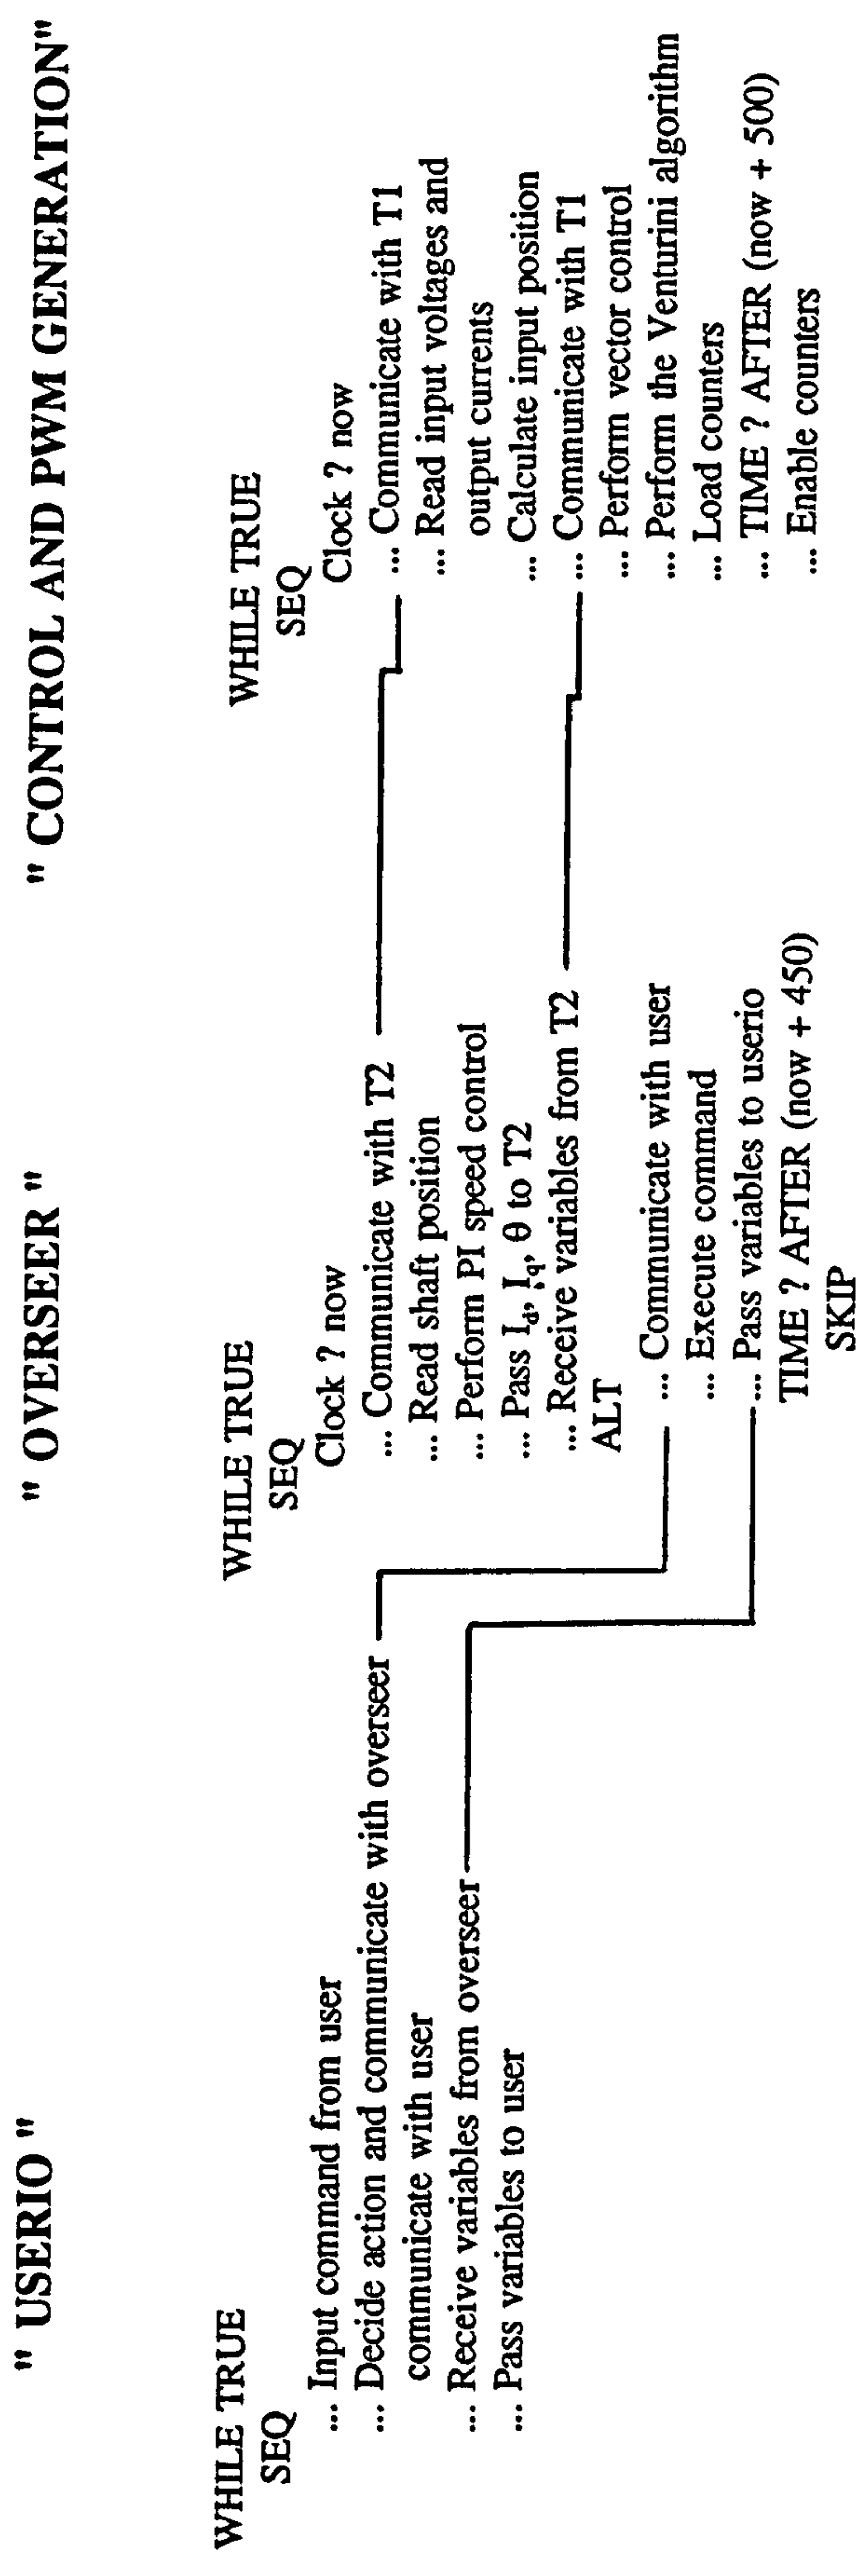 " USERIO "
WHILE TRUE
SEQ
... Input command from user
... Decide action and communicate with overseer
communicate with user
... Receive variables from overseer
... Pass variables to user
" OVERSEER "
WHILE TRUE
SEQ
Clock ? now
... Communicate with T2
... Read shaft position
... Perform PI speed control
... Pass I_d, I_q, θ to T2
... Receive variables from T2
ALT
... Communicate with user
... Execute command
... Pass variables to userio
TIME ? AFTER (now + 450)
SKIP
" CONTROL AND PWM GENERATION"
WHILE TRUE
SEQ
Clock ? now
... Communicate with T1
... Read input voltages and
output currents
... Calculate input position
... Communicate with T1
... Perform vector control
... Perform the Venturini algorithm
... Load counters
... TIME ? AFTER (now + 500)
... Enable counters